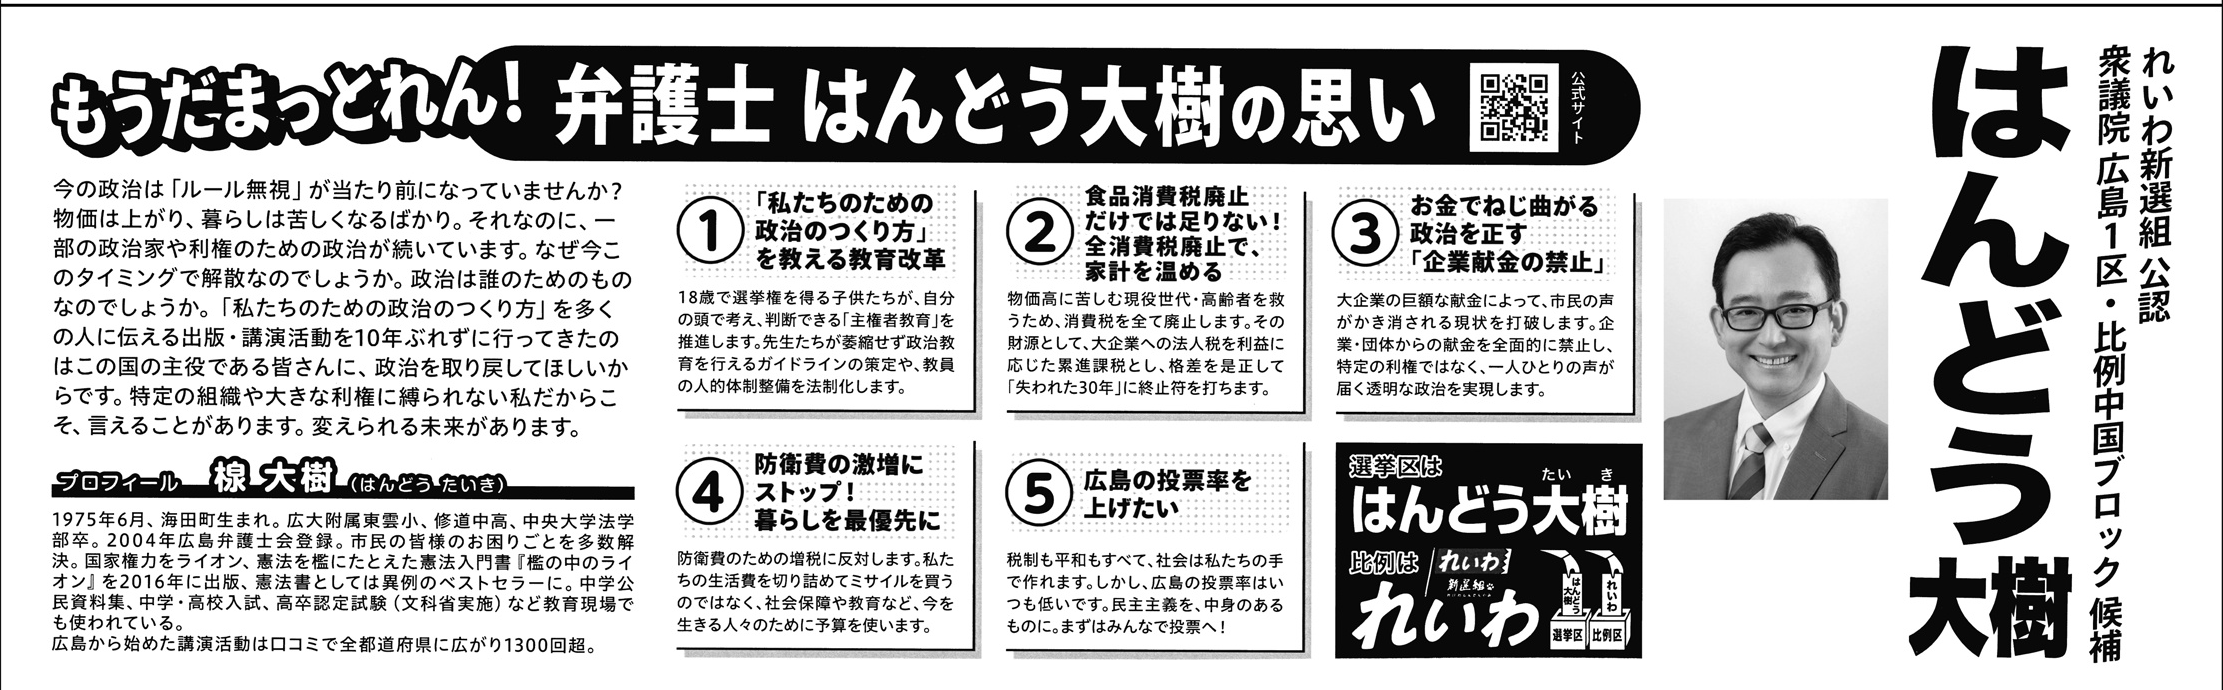 れいわ新選組 公認
衆議院 広島1区・比例中国ブロック 候補
はんどう大樹
もうだまっとれん！
弁護士 はんどう大樹の思い
公式サイト
今の政治は「ルール無視」が当たり前になっていませんか？
物価は上がり、暮らしは苦しくなるばかり。それなのに、一
部の政治家や利権のための政治が続いています。なぜ今こ
のタイミングで解散なのでしょうか。政治は誰のためのもの
なのでしょうか。「私たちのための政治のつくり方」を多く
の人に伝える出版・講演活動を10年ぶれずに行ってきたの
はこの国の主役である皆さんに、政治を取り戻してほしいか
らです。特定の組織や大きな利権に縛られない私だからこ
そ、言えることがあります。変えられる未来があります。
プロフィール 楾 大樹（はんどう たいき）
1975年6月、海田町生まれ。広大附属東雲小、修道中高、中央大学法学
部卒。2004年広島弁護士会登録。市民の皆様のお困りごとを多数解
決。国家権力をライオン、憲法を檻にたとえた憲法入門書『檻の中のライ
オン』を2016年に出版、憲法書としては異例のベストセラーに。中学公
民資料集、中学・高校入試、高卒認定試験（文科省実施）など教育現場で
も使われている。
広島から始めた講演活動は口コミで全都道府県に広がり1300回超。
1
「私たちのための
政治のつくり方」
を教える教育改革
18歳で選挙権を得る子供たちが、自分
の頭で考え、判断できる「主権者教育」を
推進します。先生たちが萎縮せず政治教
育を行えるガイドラインの策定や、教員
の人的体制整備を法制化します。
2
食品消費税廃止
だけでは足りない！
全消費税廃止で、
家計を温める
物価高に苦しむ現役世代・高齢者を救
うため、消費税を全て廃止します。その
財源として、大企業への法人税を利益に
応じた累進課税とし、格差を是正して
「失われた30年」に終止符を打ちます。
3
お金でねじ曲がる
政治を正す
「企業献金の禁止」
大企業の巨額な献金によって、市民の声
がかき消される現状を打破します。企
業・団体からの献金を全面的に禁止し、
特定の利権ではなく、一人ひとりの声が
届く透明な政治を実現します。
4
防衛費の激増に
ストップ！
暮らしを最優先に
防衛費のための増税に反対します。私た
ちの生活費を切り詰めてミサイルを買う
のではなく、社会保障や教育など、今を
生きる人々のために予算を使います。
5
広島の投票率を
上げたい
税制も平和もすべて、社会は私たちの手
で作れます。しかし、広島の投票率はい
つも低いです。民主主義を、中身のある
ものに。まずはみんなで投票へ！
選挙区は
たい き
はんどう大樹
比例は
れいわ
新選組
れいわ
はんどう大樹
選挙区
れいわ
比例区